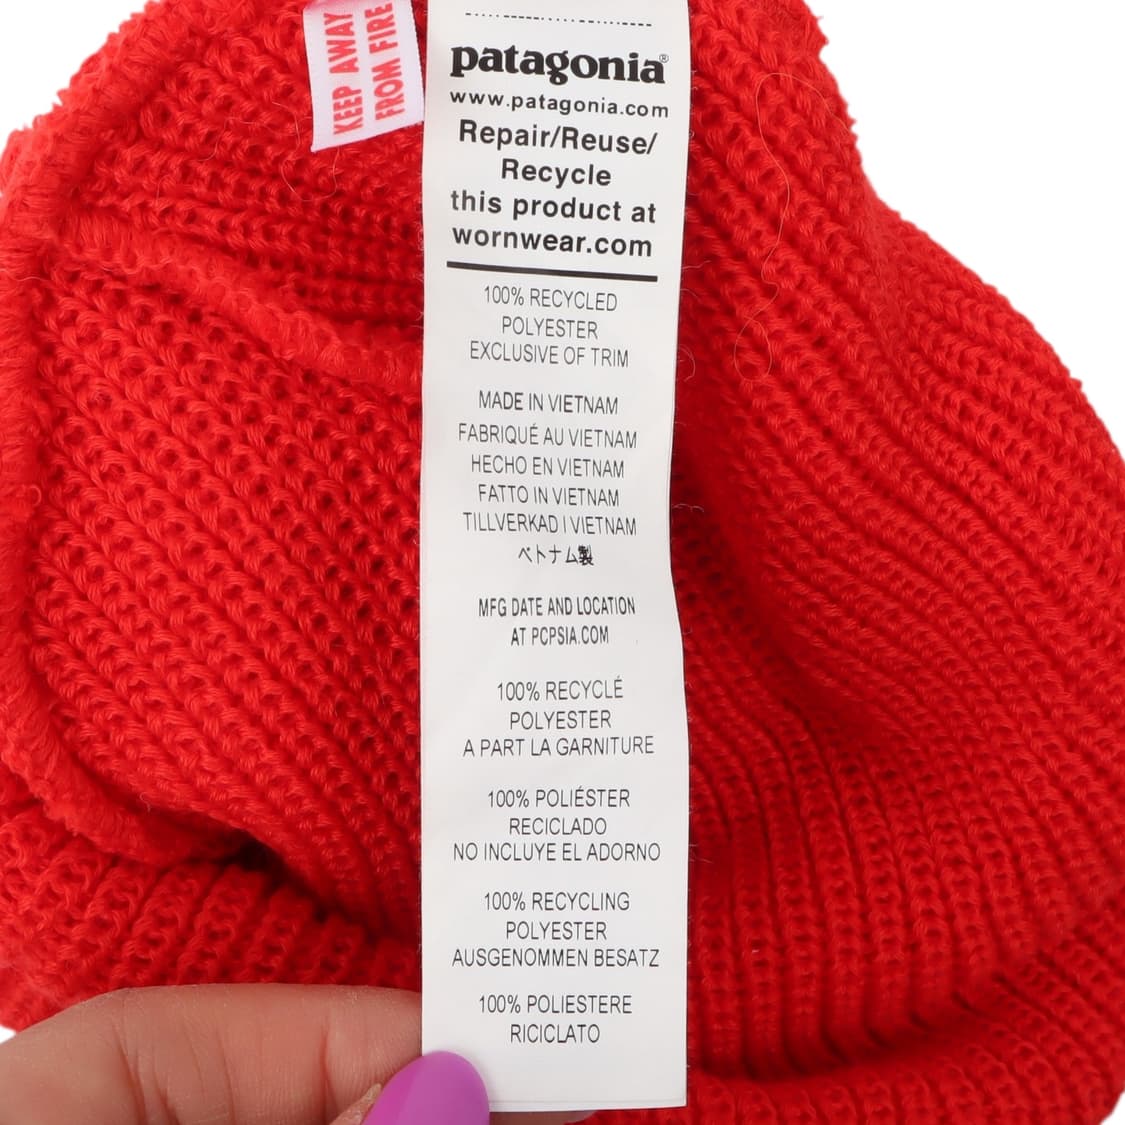 KEEP AWAY
FROM FIRE
patagonia®
www.patagonia.com
Repair/Reuse/
Recycle
this product at
wornwear.com
100% RECYCLED
POLYESTER
EXCLUSIVE OF TRIM
MADE IN VIETNAM
FABRIQUÉ AU VIETNAM
HECHO EN VIETNAM
FATTO IN VIETNAM
TILLVERKAD I VIETNAM
ベトナム製
MFG DATE AND LOCATION
AT PCPSIA.COM
100% RECYCLÉ
POLYESTER
A PART LA GARNITURE
100% POLIÉSTER
RECICLADO
NO INCLUYE EL ADORNO
100% RECYCLING
POLYESTER
AUSGENOMMEN BESATZ
100% POLIESTERE
RICICLATO